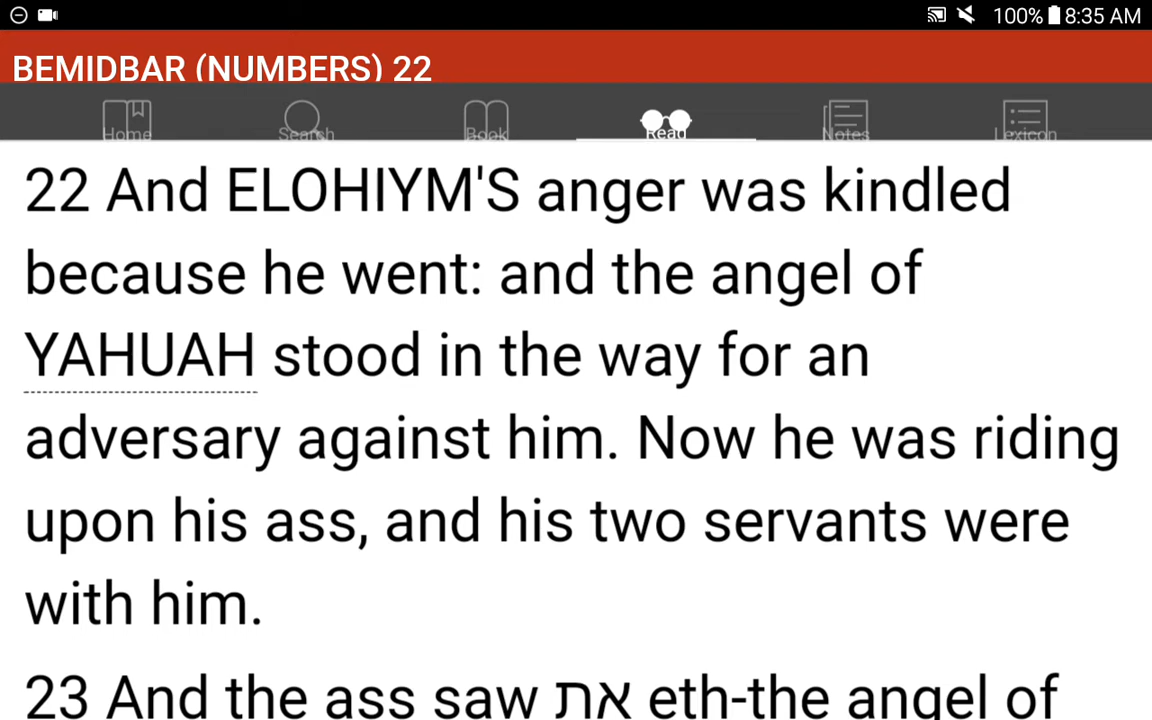 100% 8:35 AM
BEMIDBAR (NUMBERS) 22
Home Search Book Read Notes Lexicon
22 And ELOHIYM'S anger was kindled
because he went: and the angel of
YAHUAH stood in the way for an
adversary against him. Now he was riding
upon his ass, and his two servants were
with him.
23 And the ass saw את eth-the angel of